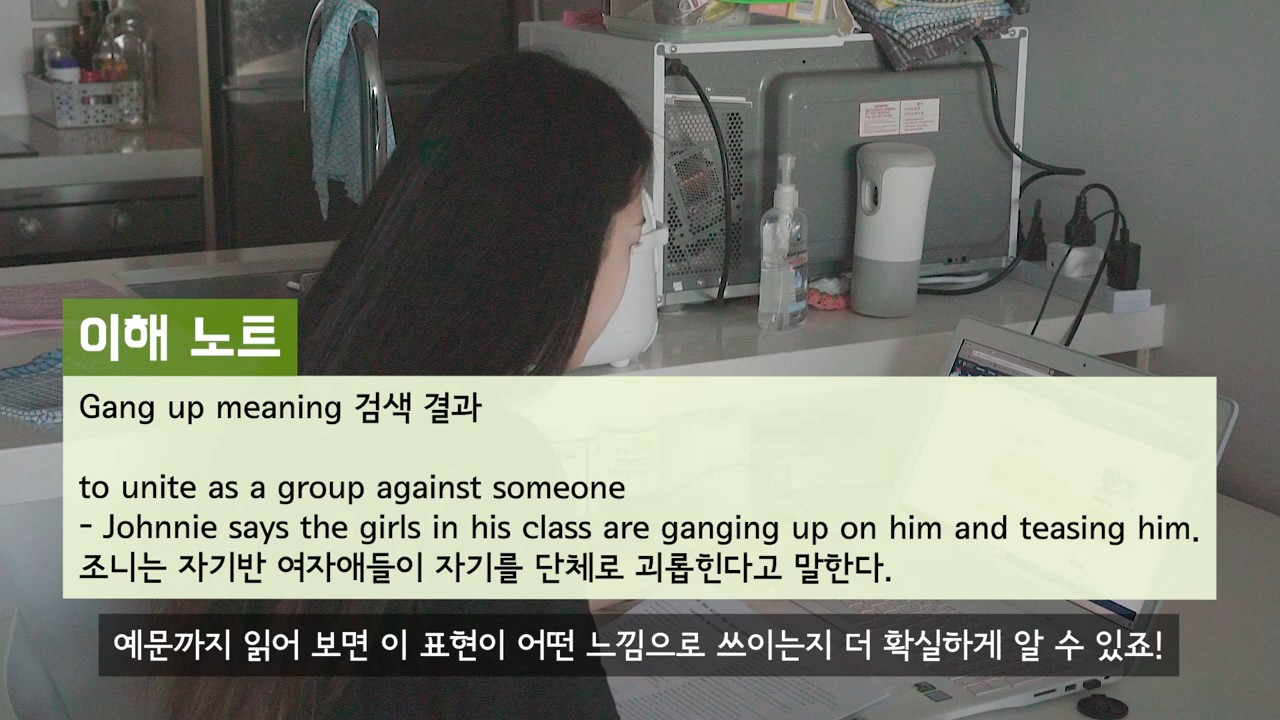 이해 노트
Gang up meaning 검색 결과
to unite as a group against someone
- Johnnie says the girls in his class are ganging up on him and teasing him.
조니는 자기반 여자애들이 자기를 단체로 괴롭힌다고 말한다.
예문까지 읽어 보면 이 표현이 어떤 느낌으로 쓰이는지 더 확실하게 알 수 있죠!